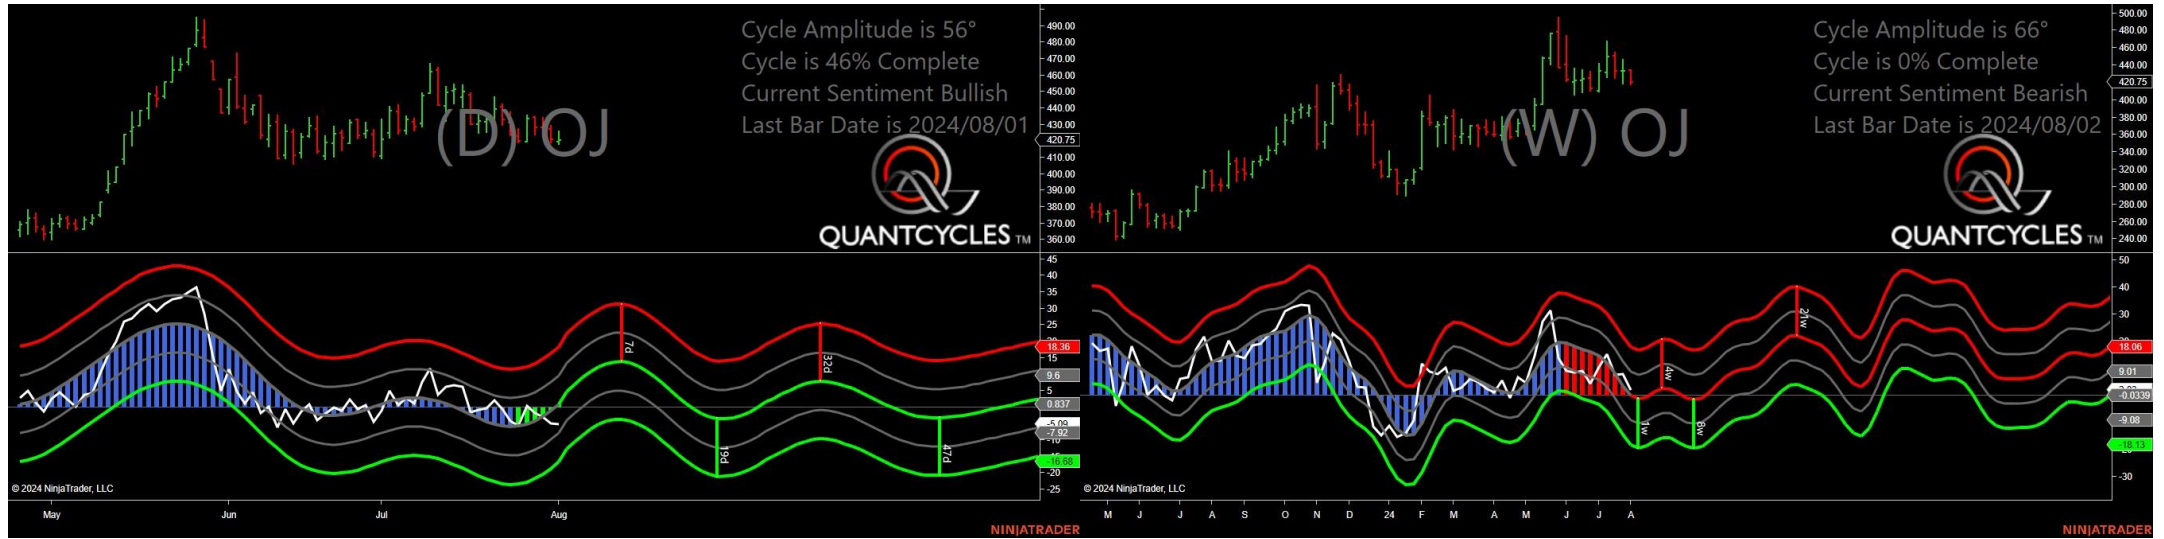 Cycle Amplitude is 56°
Cycle is 46% Complete
Current Sentiment Bullish
Last Bar Date is 2024/08/01
(D) OJ
QUANTCYCLES TM
490.00
480.00
470.00
460.00
450.00
440.00
430.00
420.75
410.00
400.00
390.00
380.00
370.00
360.00
45
40
35
30
25
18.36
15
9.6
5
0.837
-5.09
-7.92
-10
-16.68
-20
-25
7d
19d
32d
47d
© 2024 NinjaTrader, LLC
May Jun Jul Aug
NINJATRADER
Cycle Amplitude is 66°
Cycle is 0% Complete
Current Sentiment Bearish
Last Bar Date is 2024/08/02
(W) OJ
QUANTCYCLES TM
500.00
480.00
460.00
440.00
420.75
400.00
380.00
360.00
340.00
320.00
300.00
280.00
260.00
240.00
50
40
30
18.06
9.01
-0.0339
-9.08
-18.13
-30
1w
4w
8w
21w
© 2024 NinjaTrader, LLC
M J J A S O N D 24 F M A M J J A
NINJATRADER